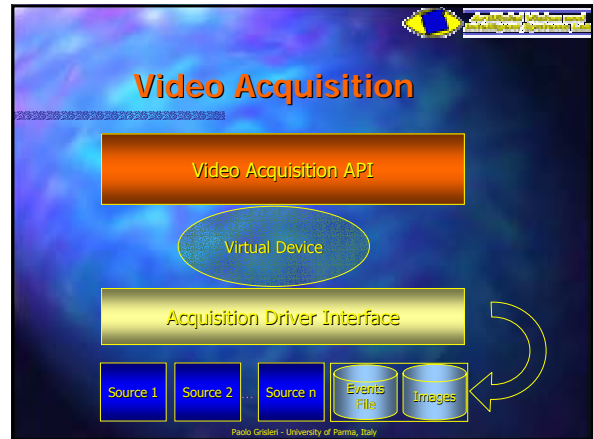 Video Acquisition
Video Acquisition API
Virtual Device
Acquisition Driver Interface
Source 1
Source 2
...
Source n
Events
File
Images
Paolo Grisleri - University of Parma, Italy